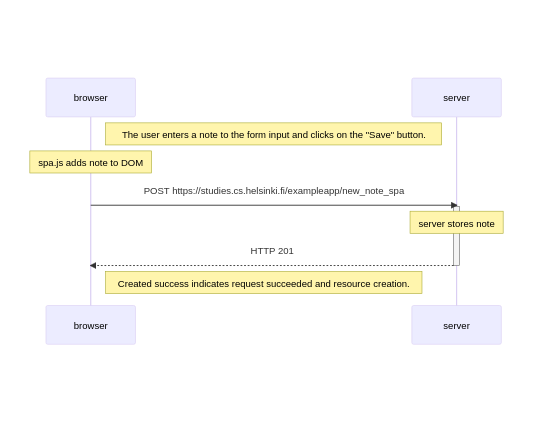 browser
server
The user enters a note to the form input and clicks on the "Save" button.
spa.js adds note to DOM
POST https://studies.cs.helsinki.fi/exampleapp/new_note_spa
server stores note
HTTP 201
Created success indicates request succeeded and resource creation.
browser
server